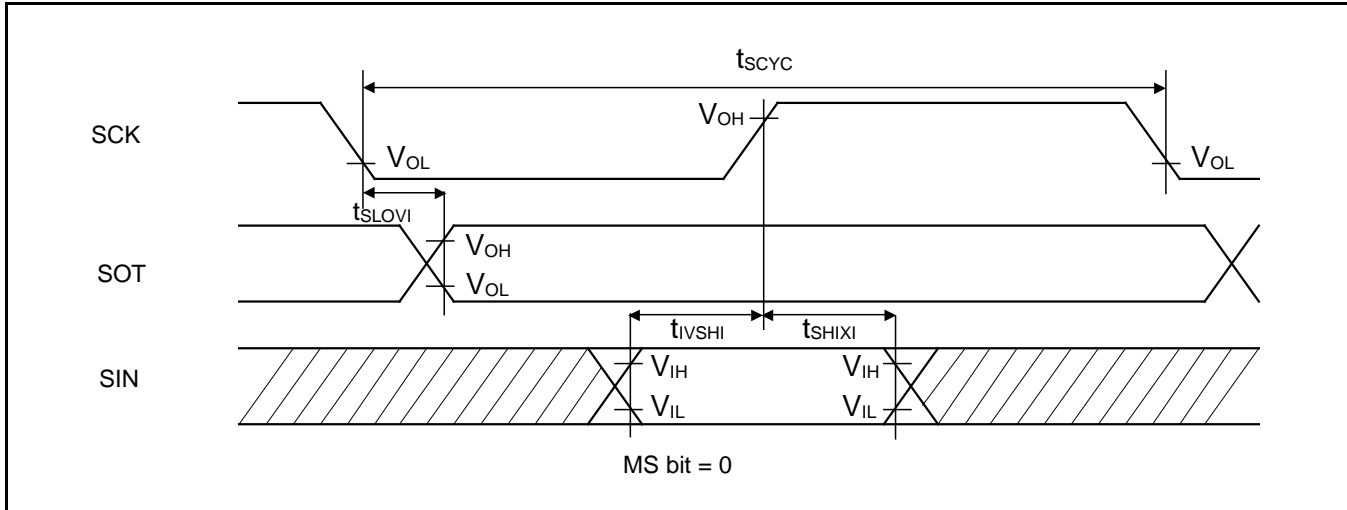 tSCYC
SCK
VOH
VOL
VOL
tSLOVI
SOT
VOH
VOL
tIVSHI
tSHIXI
SIN
VIH
VIH
VIL
VIL
MS bit = 0